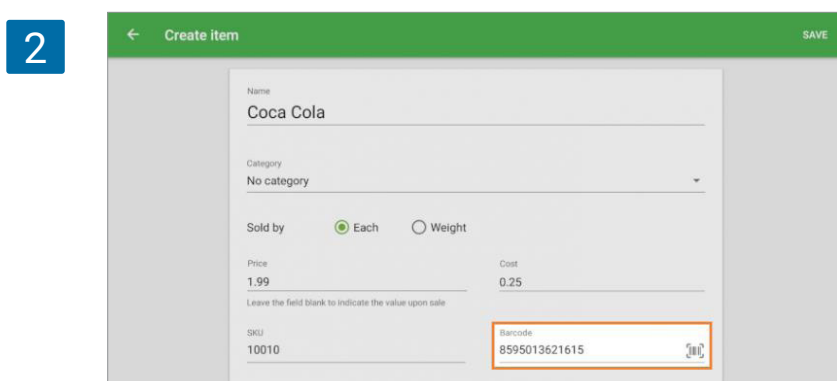 2
Create item
SAVE
Name
Coca Cola
Category
No category
Sold by Each Weight
Price Cost
1.99 0.25
Leave the field blank to indicate the value upon sale
SKU Barcode
10010 8595013621615